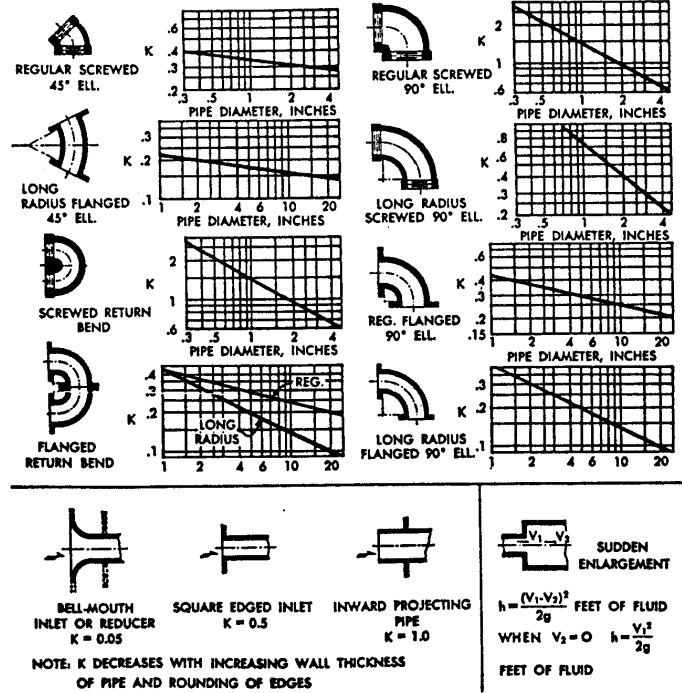 REGULAR SCREWED
45° ELL.
K
.6
.4
.3
.2
.3 .5 1 2 4
PIPE DIAMETER, INCHES
REGULAR SCREWED
90° ELL.
K
2
1
.6
.3 .5 1 2 4
PIPE DIAMETER, INCHES
LONG
RADIUS FLANGED
45° ELL.
K
.3
.2
.1
1 2 4 6 10 20
PIPE DIAMETER, INCHES
LONG RADIUS
SCREWED 90° ELL.
K
.8
.6
.4
.3
.2
.3 .5 1 2 4
PIPE DIAMETER, INCHES
SCREWED RETURN
BEND
K
2
1
.6
.3 .5 1 2 4
PIPE DIAMETER, INCHES
REG. FLANGED
90° ELL.
K
.6
.4
.3
.2
.15
1 2 4 6 10 20
PIPE DIAMETER, INCHES
FLANGED
RETURN BEND
K
.4
.3
.2
.1
REG.
LONG
RADIUS
1 2 4 6 10 20
LONG RADIUS
FLANGED 90° ELL.
K
.3
.2
.1
1 2 4 6 10 20
BELL-MOUTH
INLET OR REDUCER
K = 0.05
SQUARE EDGED INLET
K = 0.5
INWARD PROJECTING
PIPE
K = 1.0
NOTE: K DECREASES WITH INCREASING WALL THICKNESS
OF PIPE AND ROUNDING OF EDGES
V₁ V₂
SUDDEN
ENLARGEMENT
h = (V₁-V₂)²/2g FEET OF FLUID
WHEN V₂ = O h = V₁²/2g
FEET OF FLUID